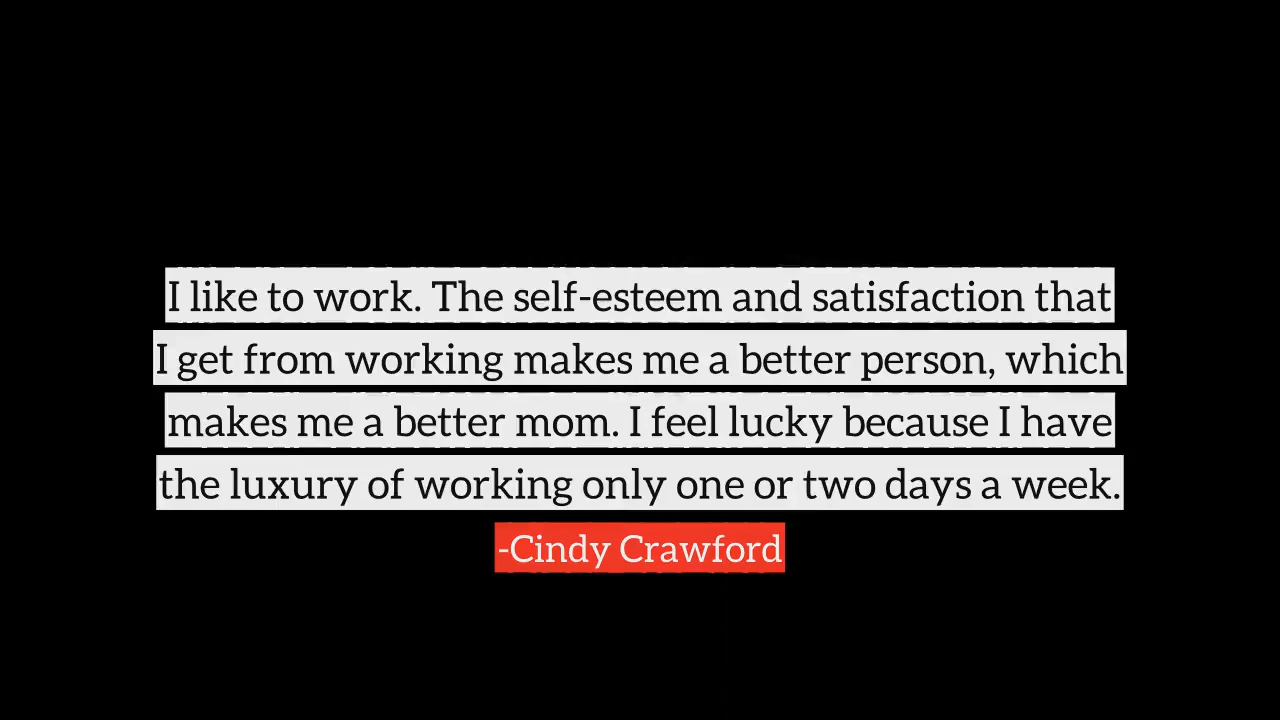 I like to work. The self-esteem and satisfaction that
I get from working makes me a better person, which
makes me a better mom. I feel lucky because I have
the luxury of working only one or two days a week.
-Cindy Crawford